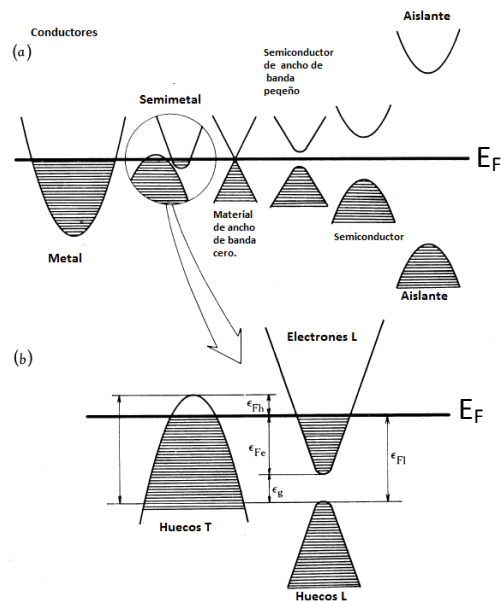 Conductores
(a)
Aislante
Semiconductor
de ancho de
banda
peqeño
Semimetal
E_F
Metal
Material
de ancho
de banda
cero.
Semiconductor
Aislante
(b)
Electrones L
ϵ_Fh
E_F
ϵ_Fe
ϵ_Fl
ϵ_g
Huecos T
Huecos L